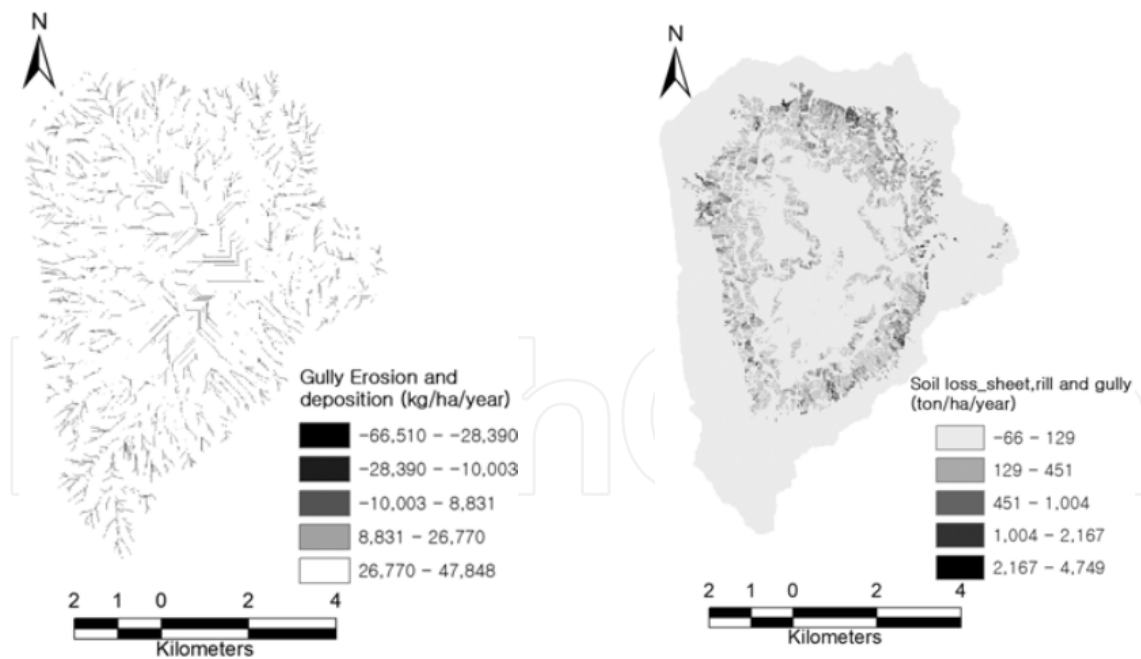 N
Gully Erosion and
deposition (kg/ha/year)
-66,510 - -28,390
-28,390 - -10,003
-10,003 - 8,831
8,831 - 26,770
26,770 - 47,848
2 1 0 2 4
Kilometers
N
Soil loss_sheet,rill and gully
(ton/ha/year)
-66 - 129
129 - 451
451 - 1,004
1,004 - 2,167
2,167 - 4,749
2 1 0 2 4
Kilometers